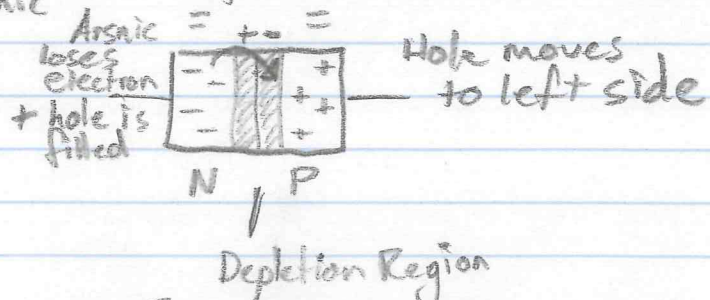 Arsnic
loses
electron
+ hole is
filled
= + - =
Hole moves
to left side
N P
Depletion Region